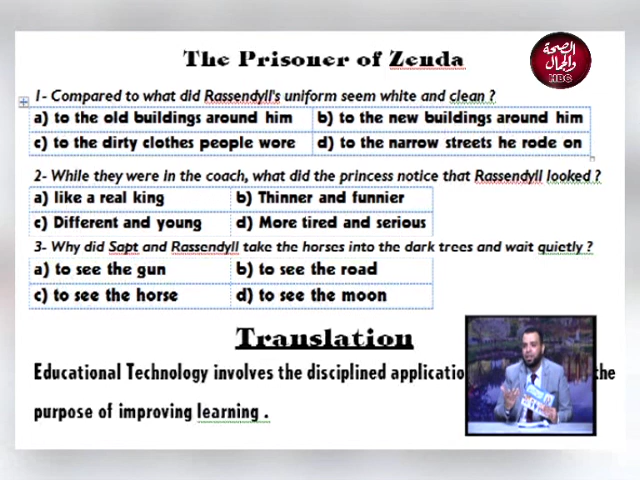 الصحة
والجمال
HBC
The Prisoner of Zenda
1- Compared to what did Rassendyll's uniform seem white and clean ?
a) to the old buildings around him b) to the new buildings around him
c) to the dirty clothes people wore d) to the narrow streets he rode on
2- While they were in the coach, what did the princess notice that Rassendyll looked ?
a) like a real king b) Thinner and funnier
c) Different and young d) More tired and serious
3- Why did Sapt and Rassendyll take the horses into the dark trees and wait quietly ?
a) to see the gun b) to see the road
c) to see the horse d) to see the moon
Translation
Educational Technology involves the disciplined applicatio the
purpose of improving learning .